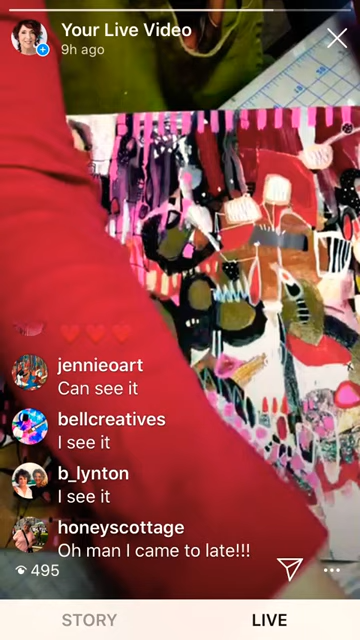 Your Live Video
9h ago
jennieoart
Can see it
bellcreatives
I see it
b_lynton
I see it
honeyscottage
Oh man I came to late!!!
495
STORY
LIVE